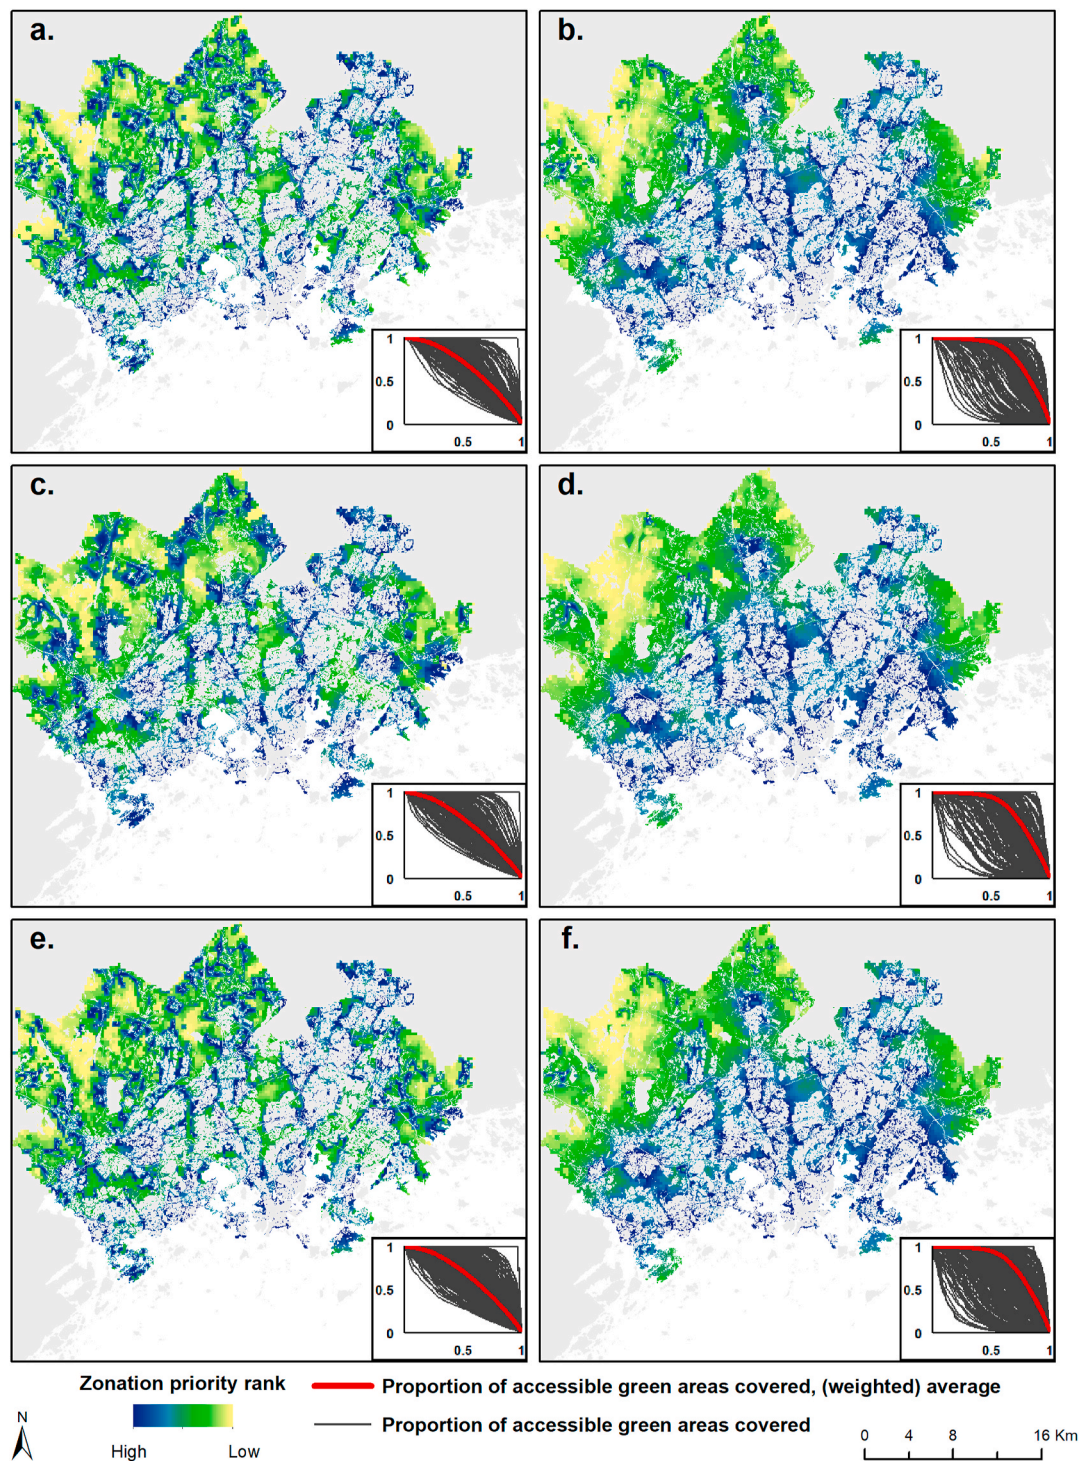 a.
1
0.5
0
0.5
1
b.
1
0.5
0
0.5
1
c.
1
0.5
0
0.5
1
d.
1
0.5
0
0.5
1
e.
1
0.5
0
0.5
1
f.
1
0.5
0
0.5
1
Zonation priority rank
High
Low
Proportion of accessible green areas covered, (weighted) average
Proportion of accessible green areas covered
N
0 4 8 16 Km